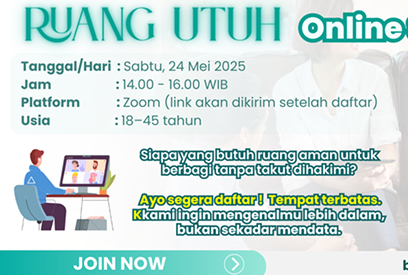 RUANG UTUH Online
Tanggal/Hari : Sabtu, 24 Mei 2025
Jam : 14.00 - 16.00 WIB
Platform : Zoom (link akan dikirim setelah daftar)
Usia : 18–45 tahun
Siapa yang butuh ruang aman untuk
berbagi tanpa takut dihakimi?
Ayo segera daftar ! Tempat terbatas.
Kkami ingin mengenalmu lebih dalam,
bukan sekadar mendata.
JOIN NOW